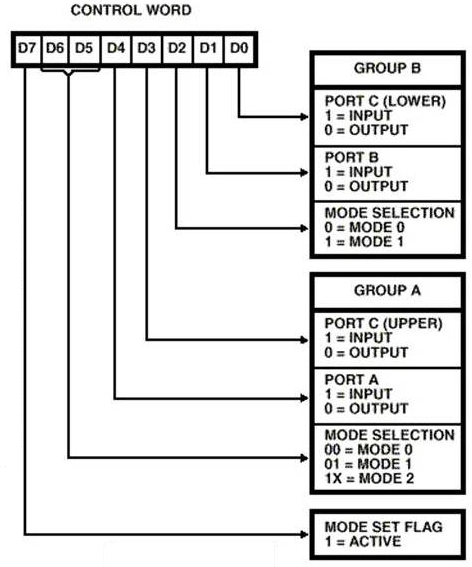 CONTROL WORD
D7 D6 D5 D4 D3 D2 D1 D0
GROUP B
PORT C (LOWER)
1 = INPUT
0 = OUTPUT
PORT B
1 = INPUT
0 = OUTPUT
MODE SELECTION
0 = MODE 0
1 = MODE 1
GROUP A
PORT C (UPPER)
1 = INPUT
0 = OUTPUT
PORT A
1 = INPUT
0 = OUTPUT
MODE SELECTION
00 = MODE 0
01 = MODE 1
1X = MODE 2
MODE SET FLAG
1 = ACTIVE